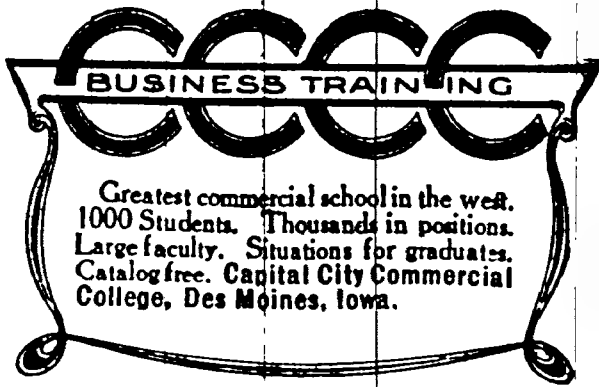 CCCC
BUSINESS TRAINING
Greatest commercial school in the west.
1000 Students. Thousands in positions.
Large faculty. Situations for graduates.
Catalog free. Capital City Commercial
College, Des Moines, Iowa.